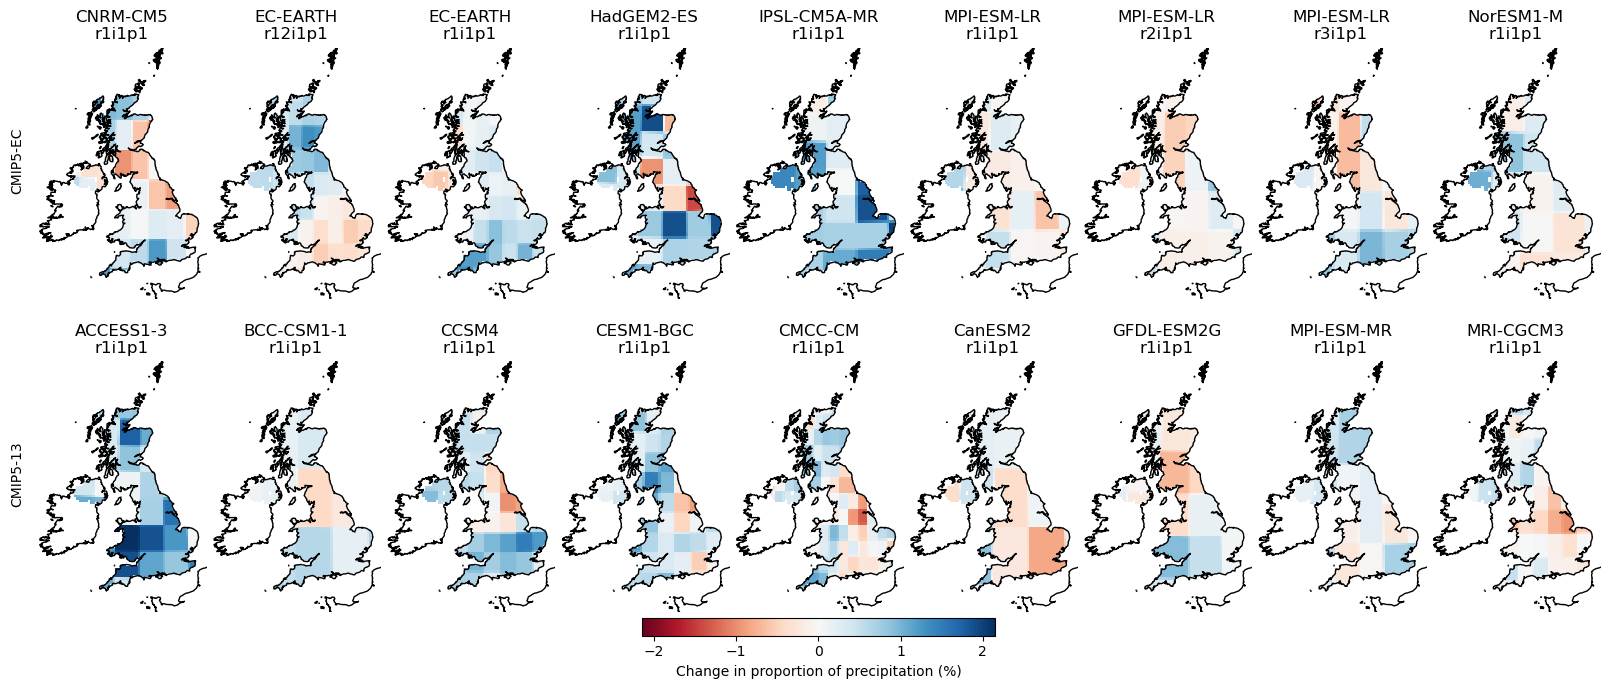 CNRM-CM5 EC-EARTH EC-EARTH HadGEM2-ES IPSL-CM5A-MR MPI-ESM-LR MPI-ESM-LR MPI-ESM-LR NorESM1-M
r1i1p1 r12i1p1 r1i1p1 r1i1p1 r1i1p1 r1i1p1 r2i1p1 r3i1p1 r1i1p1
CMIP5-EC
ACCESS1-3 BCC-CSM1-1 CCSM4 CESM1-BGC CMCC-CM CanESM2 GFDL-ESM2G MPI-ESM-MR MRI-CGCM3
r1i1p1 r1i1p1 r1i1p1 r1i1p1 r1i1p1 r1i1p1 r1i1p1 r1i1p1 r1i1p1
CMIP5-13
−2 −1 0 1 2
Change in proportion of precipitation (%)